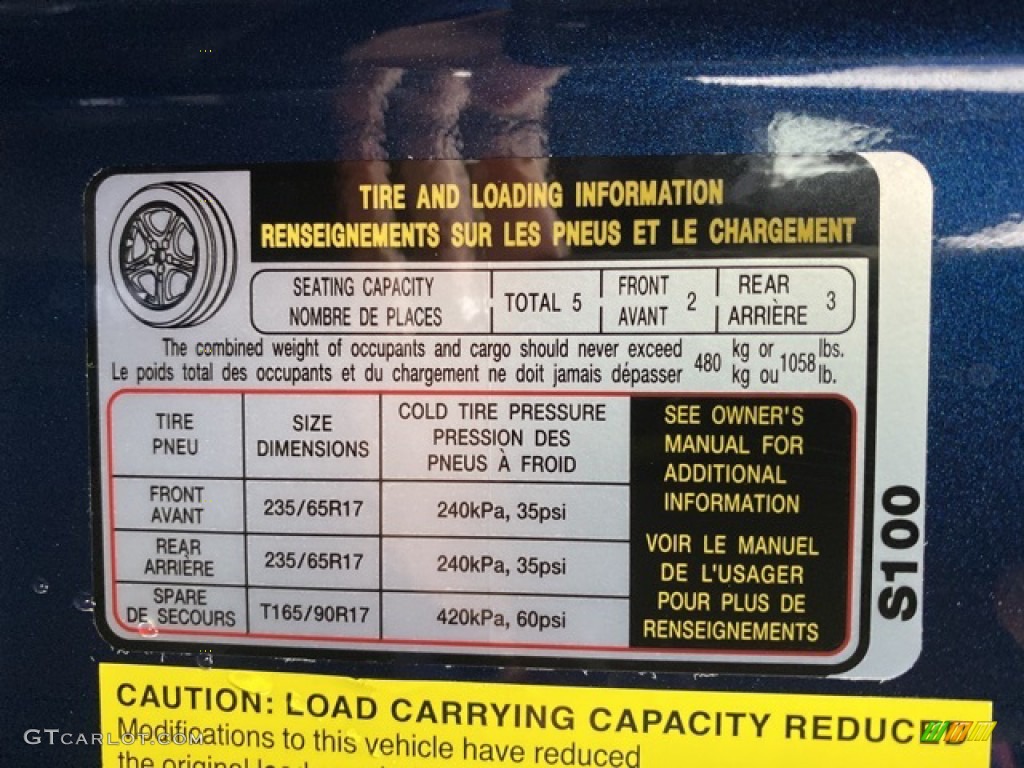 TIRE AND LOADING INFORMATION
RENSEIGNEMENTS SUR LES PNEUS ET LE CHARGEMENT
SEATING CAPACITY
NOMBRE DE PLACES
TOTAL 5
FRONT
AVANT
2
REAR
ARRIÈRE
3
The combined weight of occupants and cargo should never exceed
Le poids total des occupants et du chargement ne doit jamais dépasser
480
kg or
kg ou
1058
lbs.
lb.
TIRE
PNEU
SIZE
DIMENSIONS
COLD TIRE PRESSURE
PRESSION DES
PNEUS À FROID
FRONT
AVANT
235/65R17
240kPa, 35psi
REAR
ARRIÈRE
235/65R17
240kPa, 35psi
SPARE
DE SECOURS
T165/90R17
420kPa, 60psi
SEE OWNER'S
MANUAL FOR
ADDITIONAL
INFORMATION
VOIR LE MANUEL
DE L'USAGER
POUR PLUS DE
RENSEIGNEMENTS
S100
CAUTION: LOAD CARRYING CAPACITY REDUCED
Modifications to this vehicle have reduced
the original load
GTCARLOT.COM